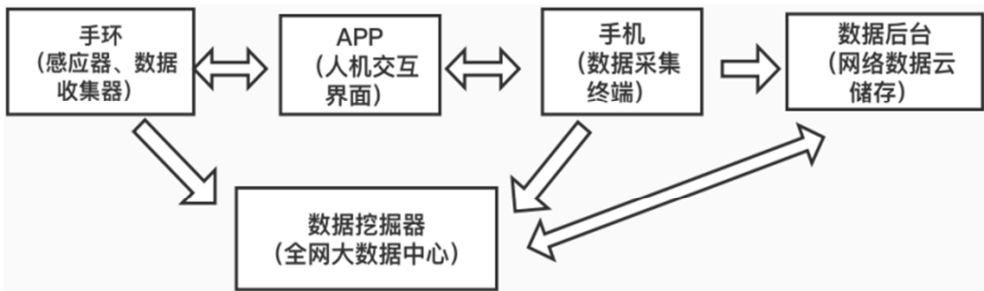 手环
(感应器、数据
收集器)
APP
(人机交互
界面)
手机
(数据采集
终端)
数据后台
(网络数据云
储存)
数据挖掘器
(全网大数据中心)